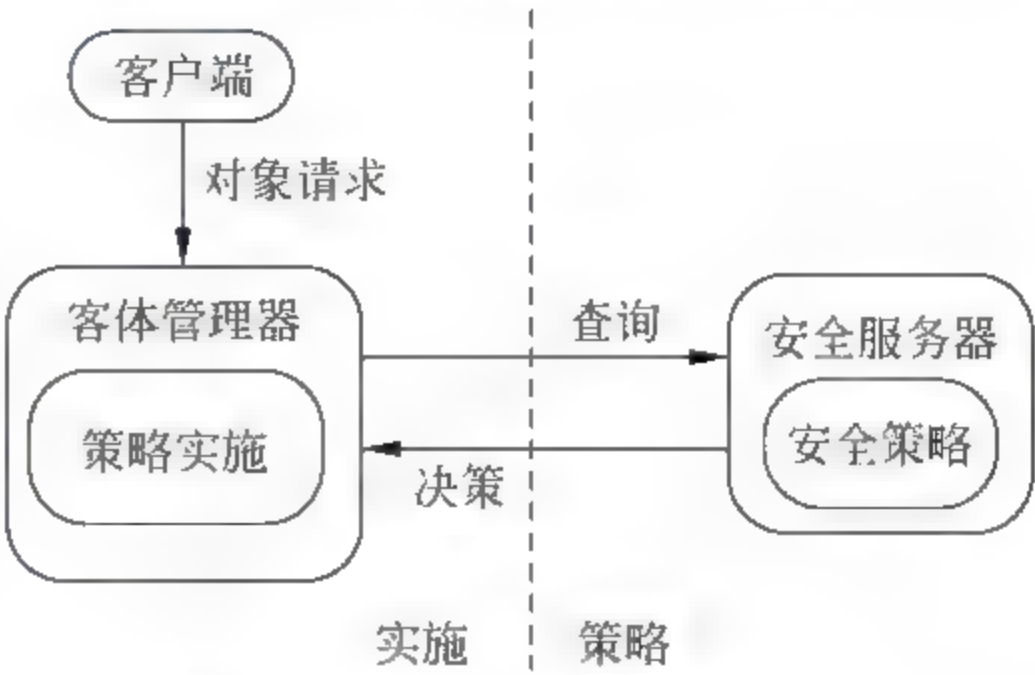 客户端
对象请求
客体管理器
策略实施
查询
决策
安全服务器
安全策略
实施
策略